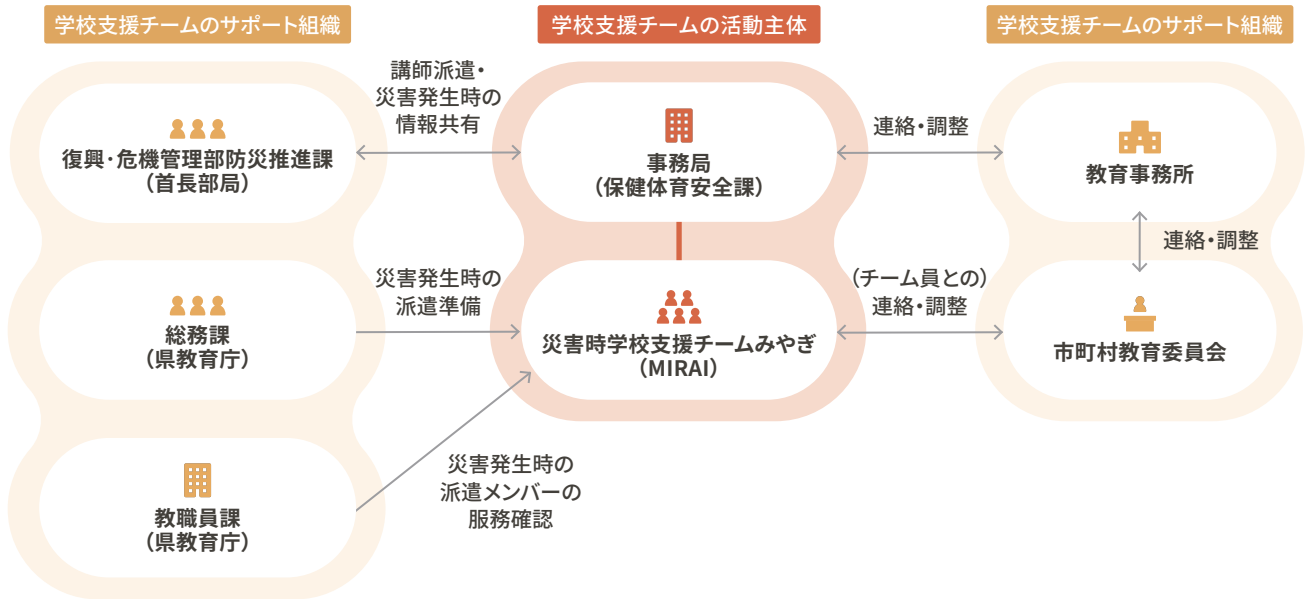 学校支援チームのサポート組織
学校支援チームの活動主体
学校支援チームのサポート組織
復興・危機管理部防災推進課
（首長部局）
講師派遣・
災害発生時の
情報共有
事務局
（保健体育安全課）
連絡・調整
教育事務所
連絡・調整
総務課
（県教育庁）
災害発生時の
派遣準備
災害時学校支援チームみやぎ
（MIRAI）
（チーム員との）
連絡・調整
市町村教育委員会
教職員課
（県教育庁）
災害発生時の
派遣メンバーの
服務確認